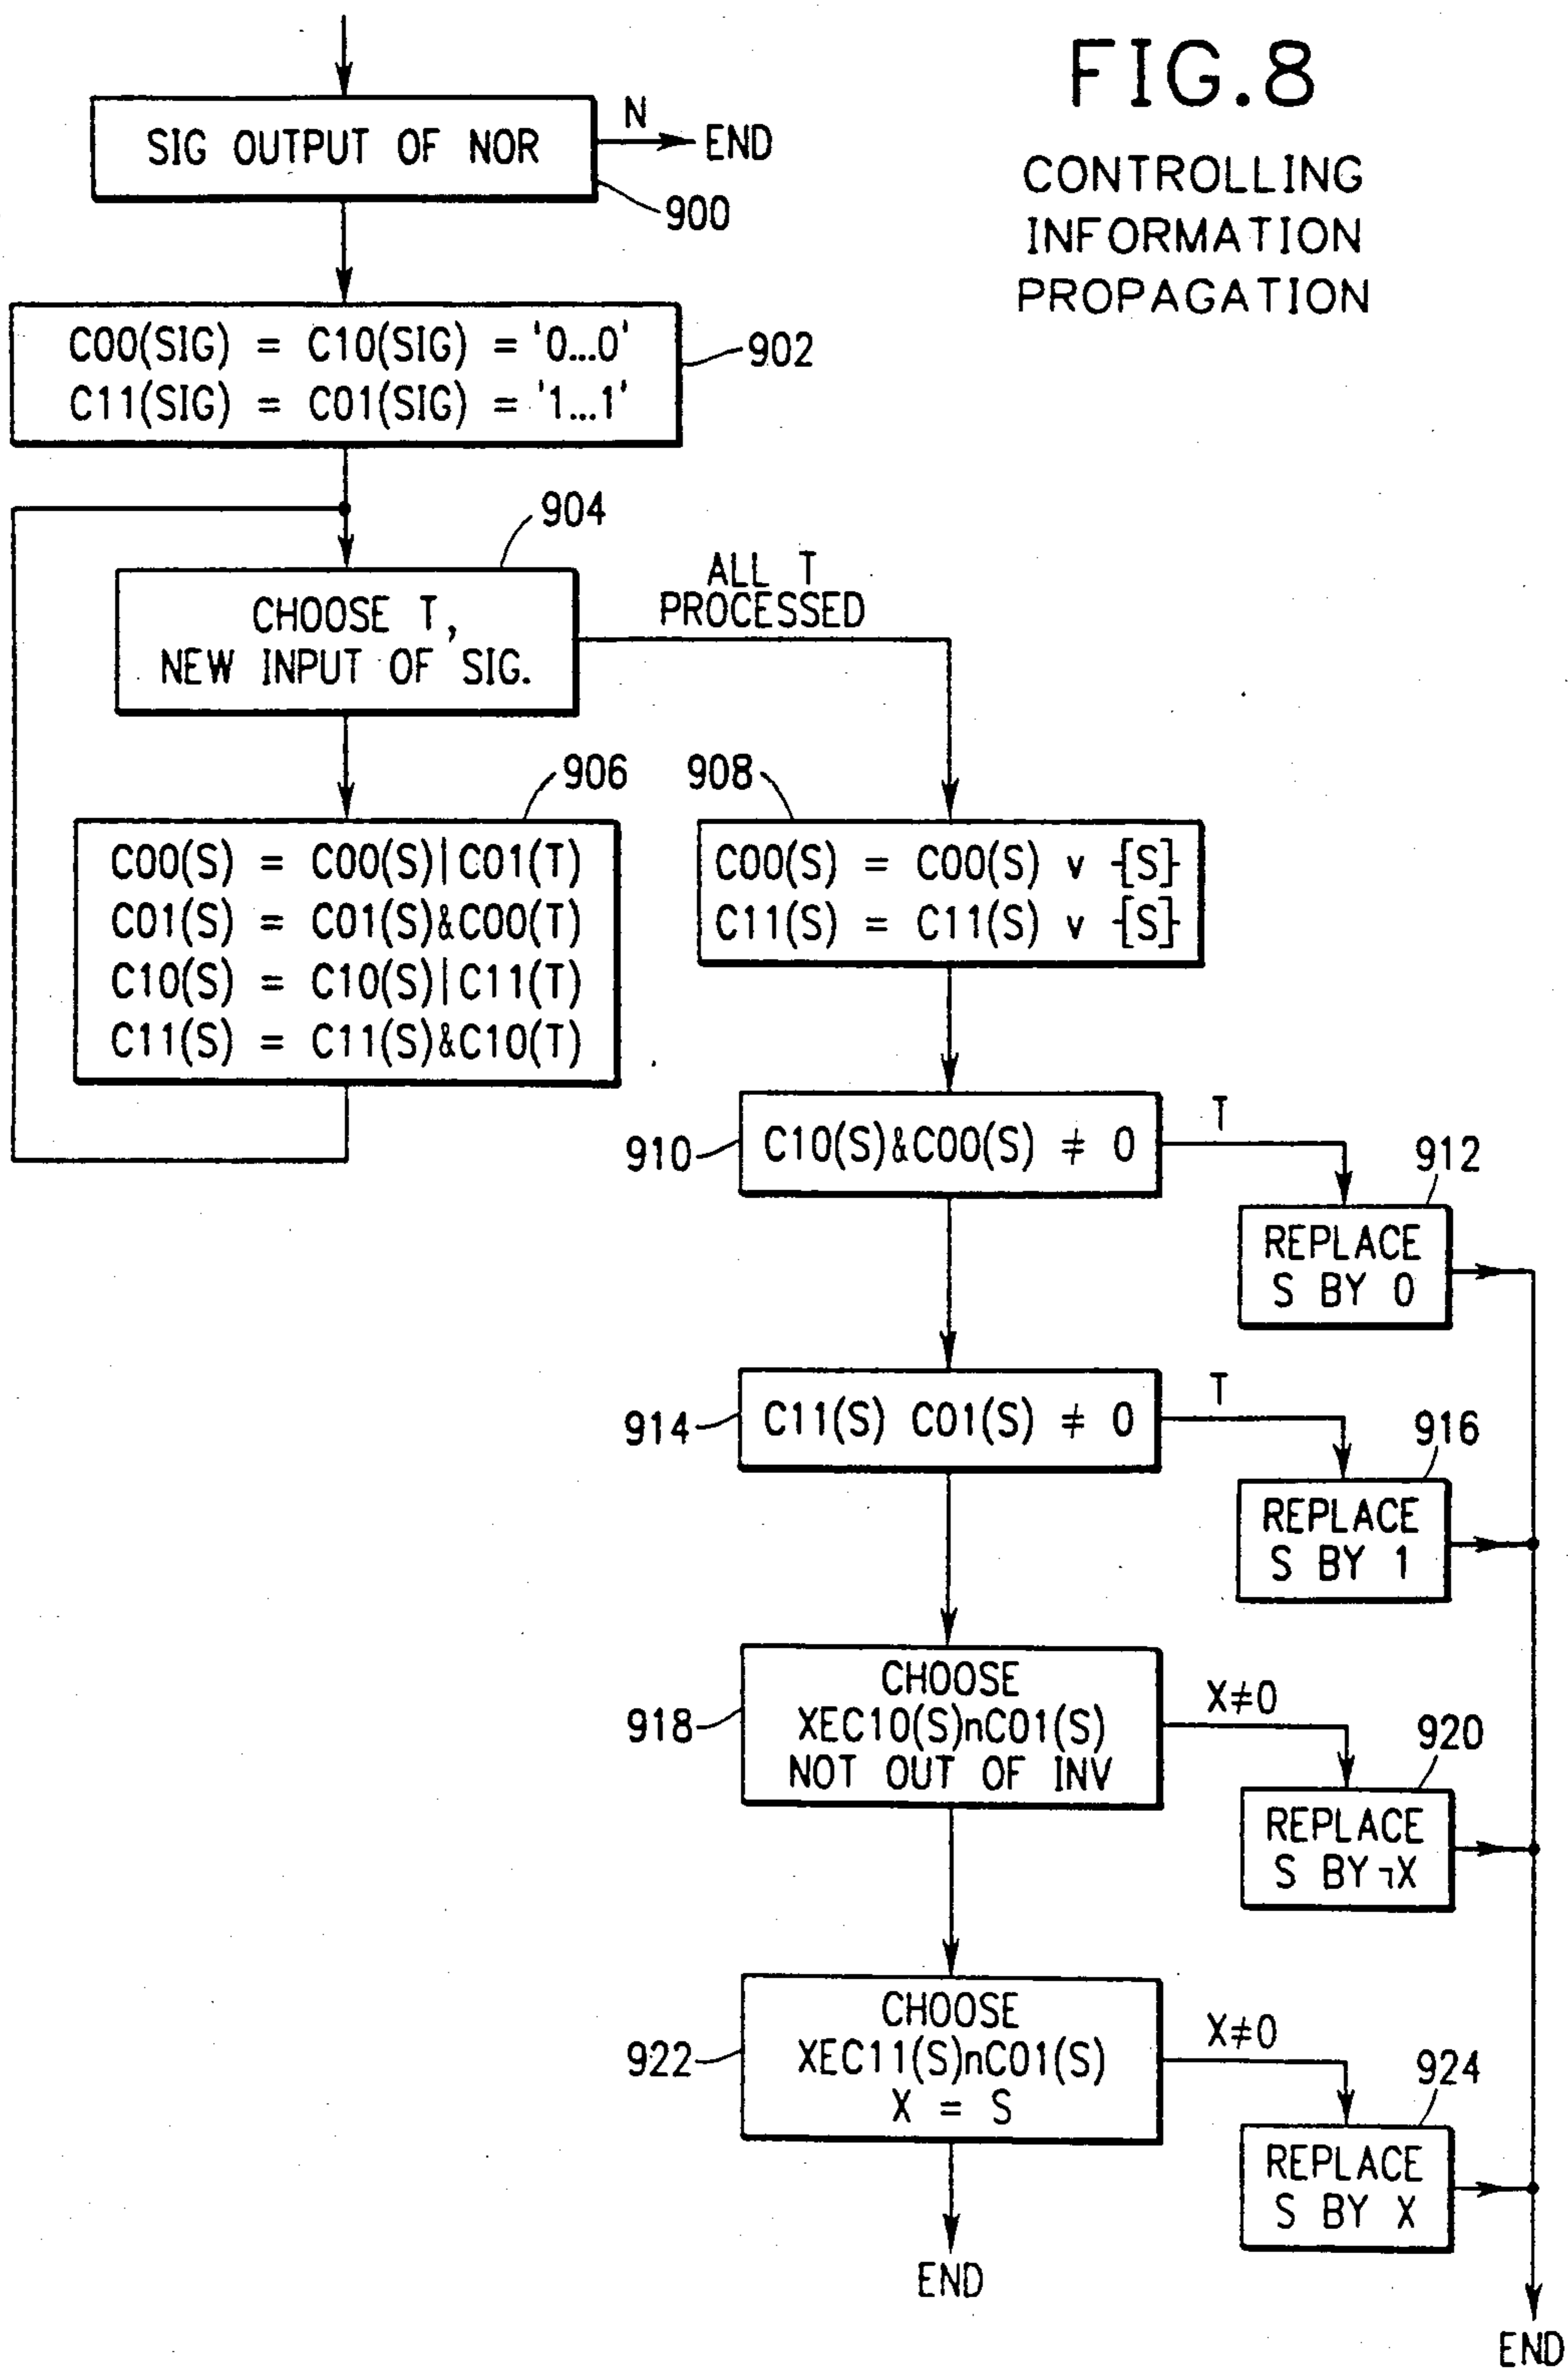 FIG.8
CONTROLLING
INFORMATION
PROPAGATION
SIG OUTPUT OF NOR
N
END
900
C00(SIG) = C10(SIG) = '0...0'
C11(SIG) = C01(SIG) = '1...1'
902
904
CHOOSE T,
NEW INPUT OF SIG.
ALL T
PROCESSED
906
C00(S) = C00(S)|C01(T)
C01(S) = C01(S)&C00(T)
C10(S) = C10(S)|C11(T)
C11(S) = C11(S)&C10(T)
908
C00(S) = C00(S) v {S}
C11(S) = C11(S) v {S}
910
C10(S)&C00(S) ≠ 0
T
912
REPLACE
S BY 0
914
C11(S) C01(S) ≠ 0
T
916
REPLACE
S BY 1
918
CHOOSE
XEC10(S)nC01(S)
NOT OUT OF INV
X≠0
920
REPLACE
S BY¬X
922
CHOOSE
XEC11(S)nC01(S)
X = S
X≠0
924
REPLACE
S BY X
END
END